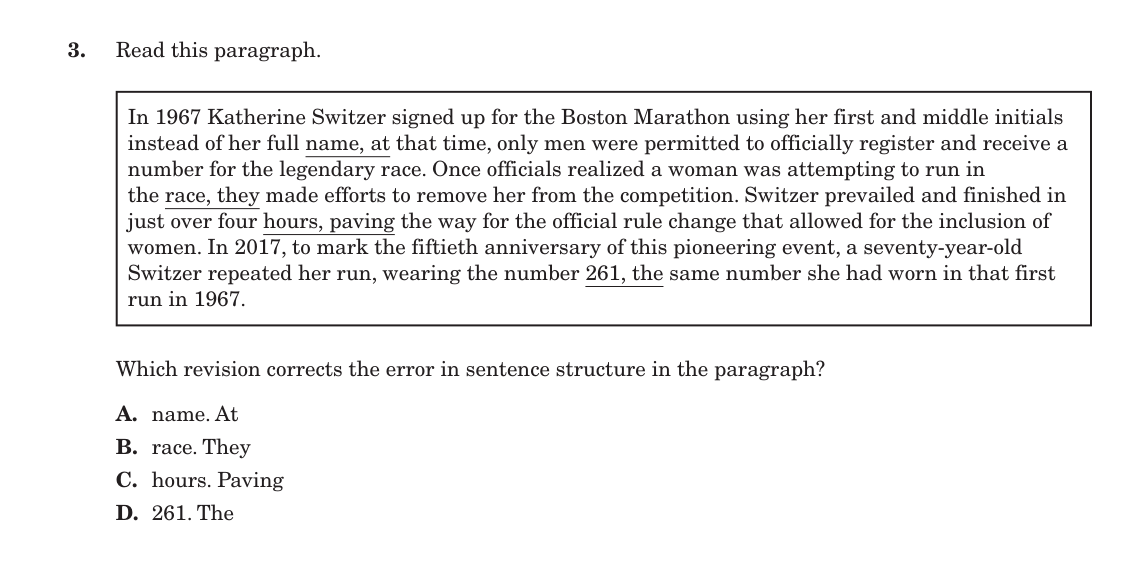 3. Read this paragraph.
In 1967 Katherine Switzer signed up for the Boston Marathon using her first and middle initials
instead of her full name, at that time, only men were permitted to officially register and receive a
number for the legendary race. Once officials realized a woman was attempting to run in
the race, they made efforts to remove her from the competition. Switzer prevailed and finished in
just over four hours, paving the way for the official rule change that allowed for the inclusion of
women. In 2017, to mark the fiftieth anniversary of this pioneering event, a seventy-year-old
Switzer repeated her run, wearing the number 261, the same number she had worn in that first
run in 1967.
Which revision corrects the error in sentence structure in the paragraph?
A. name. At
B. race. They
C. hours. Paving
D. 261. The